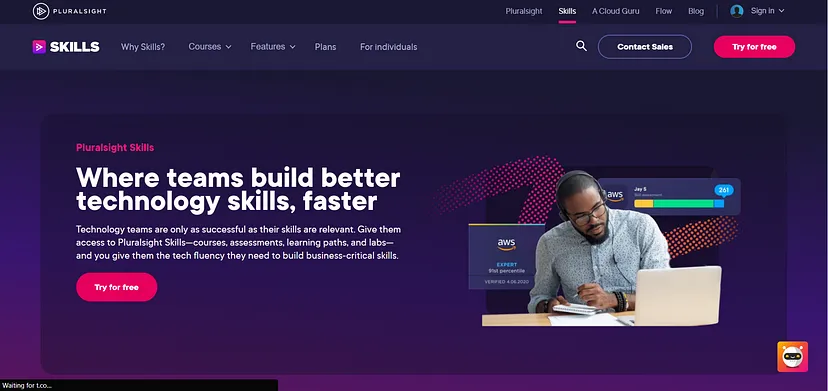 PLURALSIGHT
Pluralsight Skills A Cloud Guru Flow Blog Sign in
SKILLS Why Skills? Courses Features Plans For individuals Contact Sales Try for free
Pluralsight Skills
Where teams build better
technology skills, faster
Technology teams are only as successful as their skills are relevant. Give them
access to Pluralsight Skills—courses, assessments, learning paths, and labs—
and you give them the tech fluency they need to build business-critical skills.
Try for free
aws
Jay S
261
aws
EXPERT
91st percentile
VERIFIED 4.06.2020
Waiting for t.co...